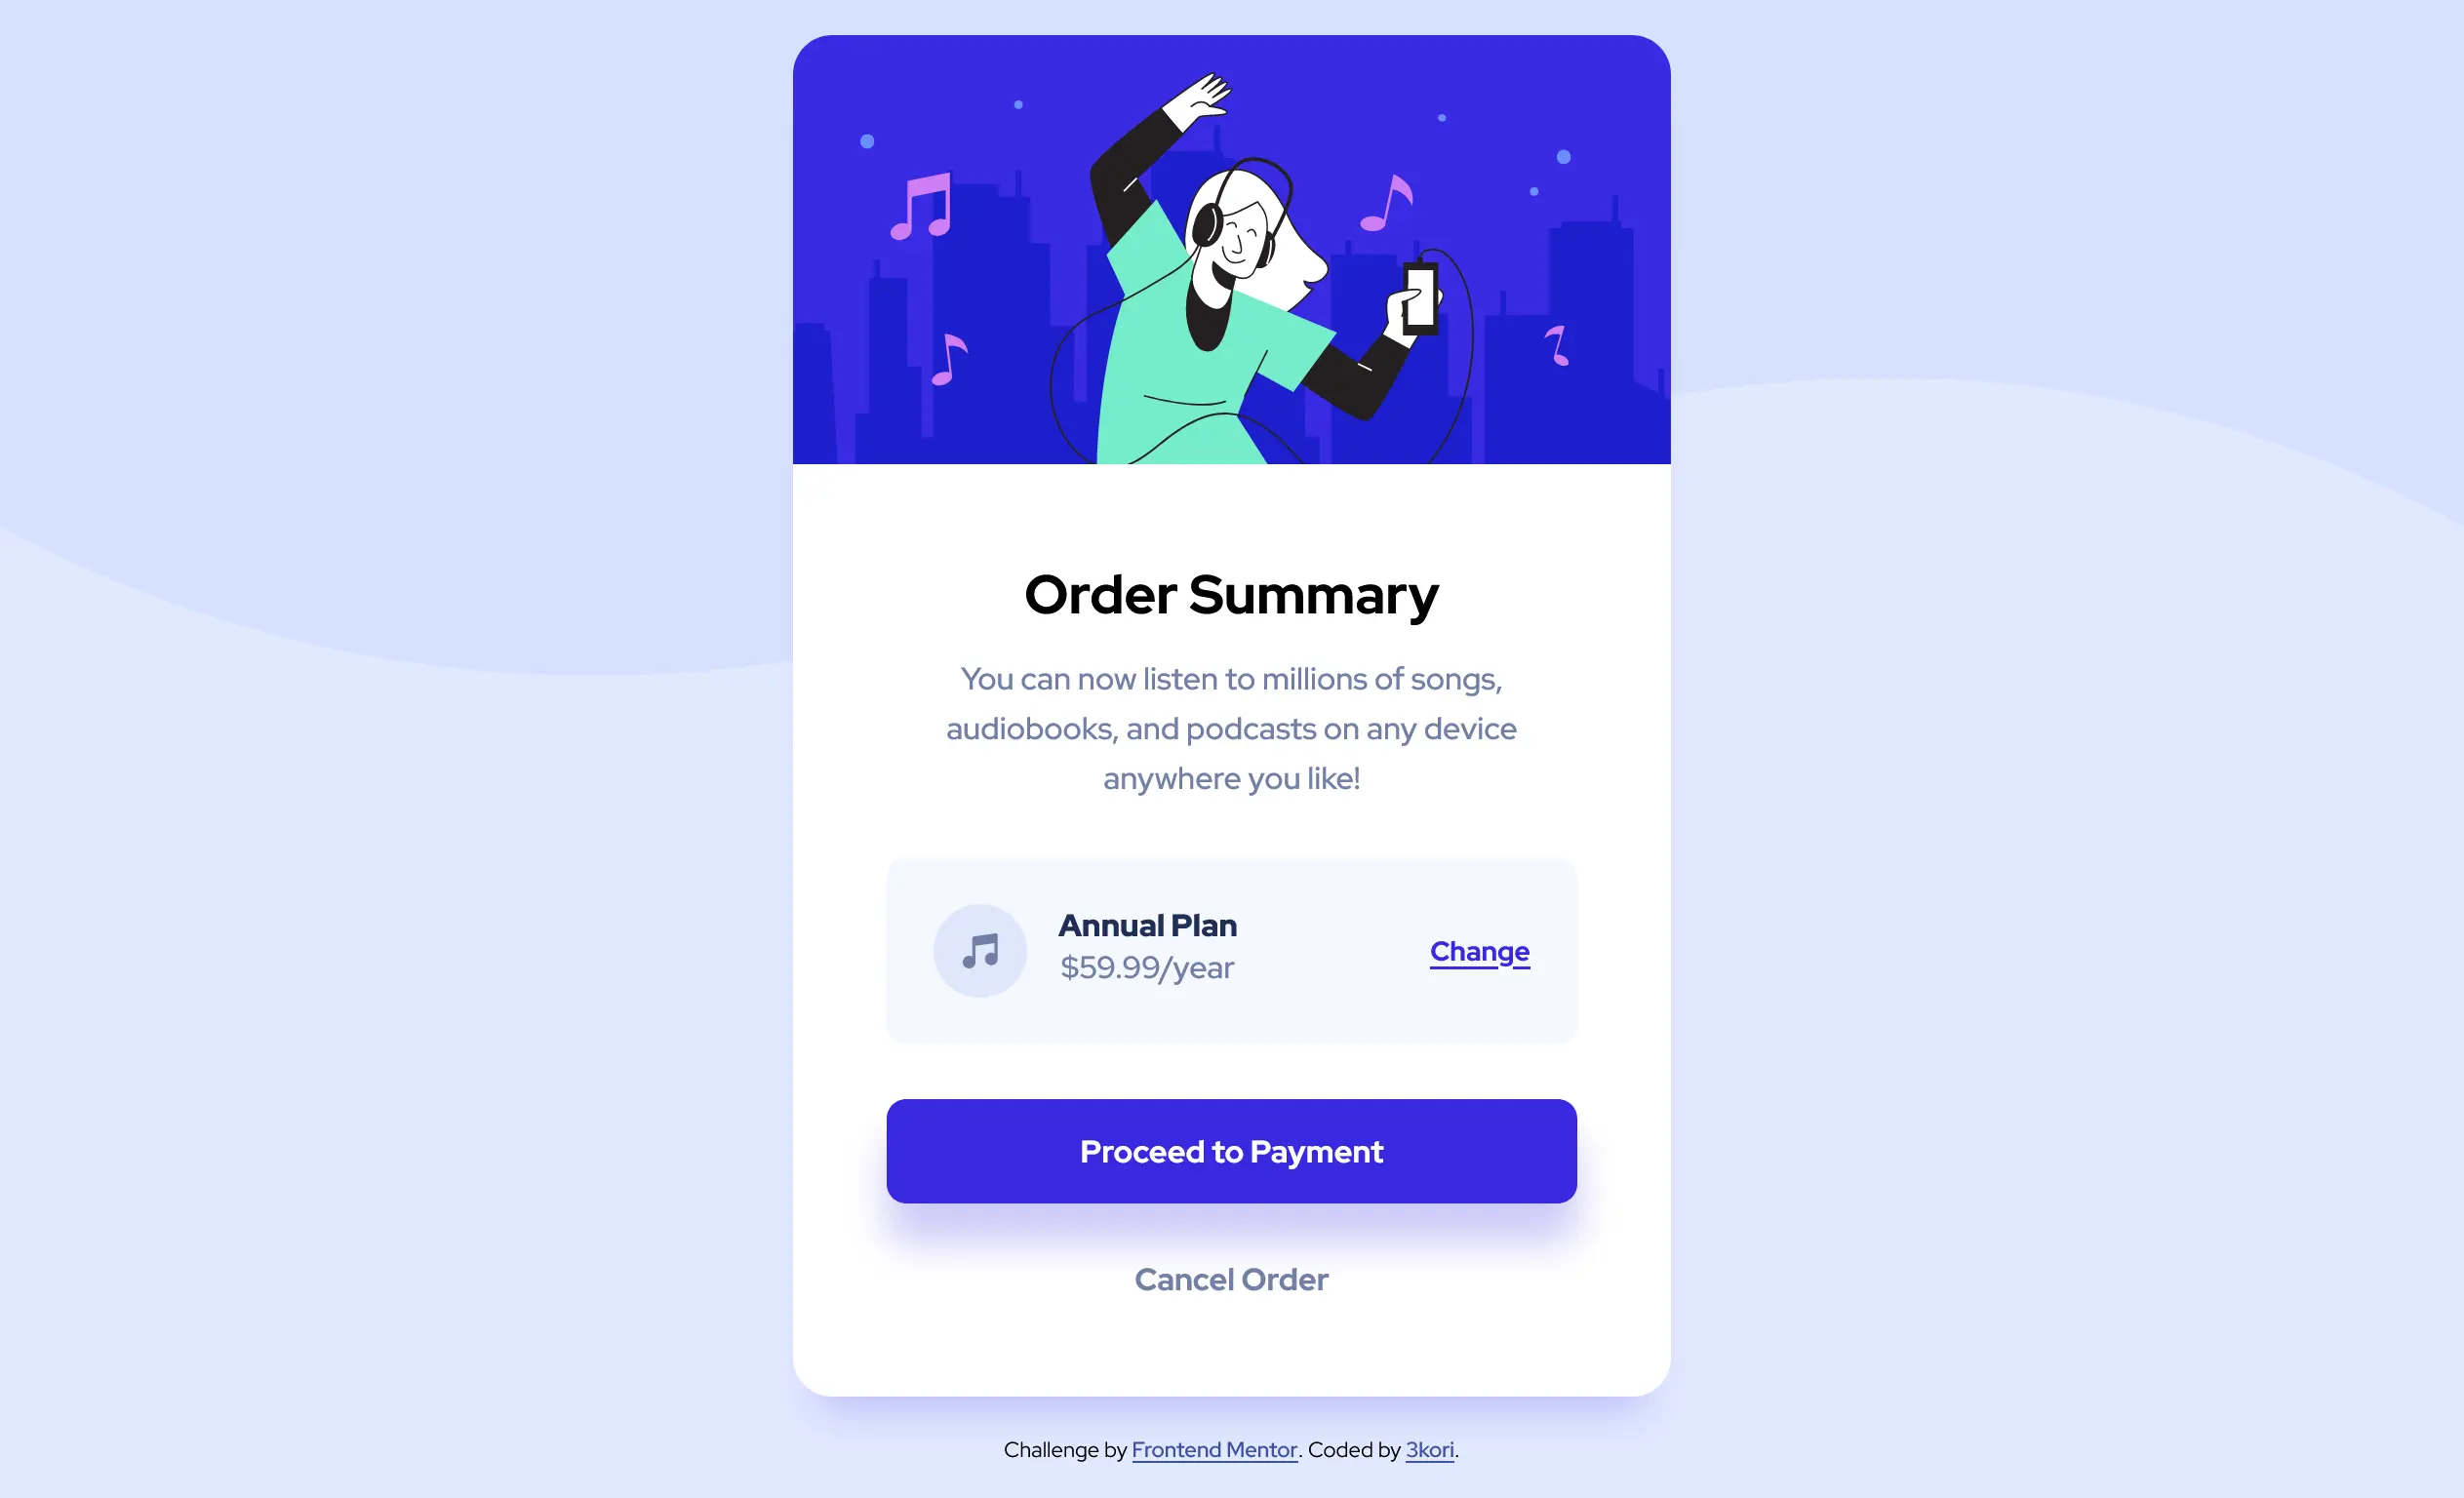 Order Summary
You can now listen to millions of songs,
audiobooks, and podcasts on any device
anywhere you like!
Annual Plan
$59.99/year
Change
Proceed to Payment
Cancel Order
Challenge by Frontend Mentor. Coded by 3kori.